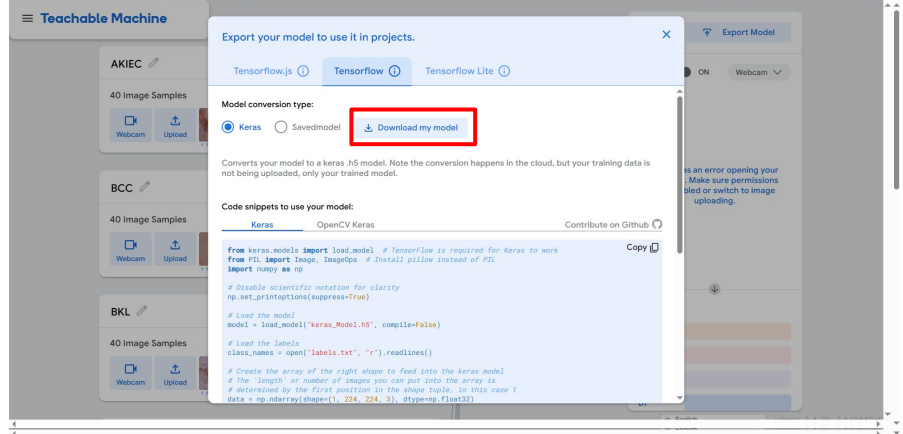 Teachable Machine
Export your model to use it in projects.
Export Model
Tensorflow.js
Tensorflow
Tensorflow Lite
AKIEC
ON
Webcam
40 Image Samples
Model conversion type:
Keras
Savedmodel
Download my model
Webcam
Upload
Converts your model to a keras .h5 model. Note the conversion happens in the cloud, but your training data is
not being uploaded, only your trained model.
as an error opening your
Make sure permissions
bled or switch to image
uploading.
BCC
Code snippets to use your model:
40 Image Samples
Keras
OpenCV Keras
Contribute on Github
Webcam
Upload
Copy
from keras.models import load_model # TensorFlow is required for Keras to work
from PIL import Image, ImageOps # Install pillow instead of PIL
import numpy as np
# Disable scientific notation for clarity
np.set_printoptions(suppress=True)
BKL
# Load the model
model = load_model("keras_Model.h5", compile=False)
40 Image Samples
# Load the labels
class_names = open("labels.txt", "r").readlines()
Webcam
Upload
# Create the array of the right shape to feed into the keras model
# The 'length' or number of images you can put into the array is
# determined by the first position in the shape tuple, in this case 1
data = np.ndarray(shape=(1, 224, 224, 3), dtype=np.float32)
English